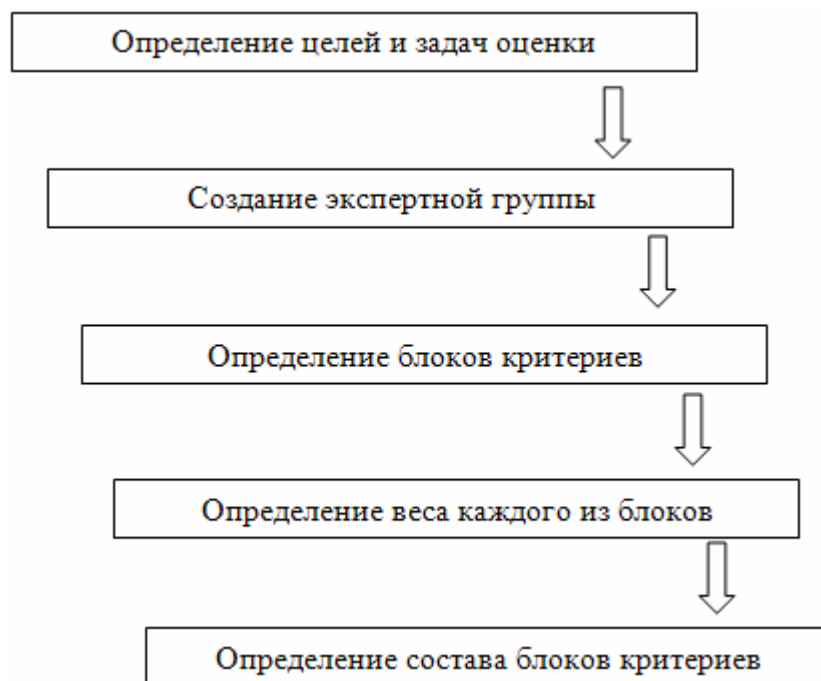 Определение целей и задач оценки
Создание экспертной группы
Определение блоков критериев
Определение веса каждого из блоков
Определение состава блоков критериев